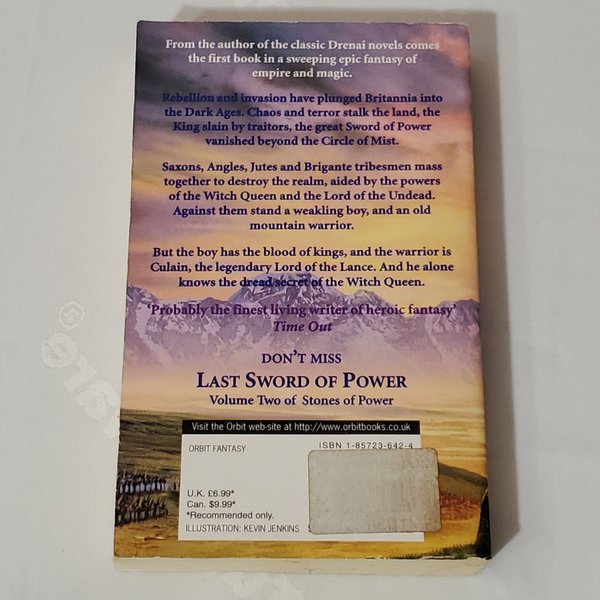 From the author of the classic Drenai novels comes
the first book in a sweeping epic fantasy of
empire and magic.
Rebellion and invasion have plunged Britannia into
the Dark Ages. Chaos and terror stalk the land, the
King slain by traitors, the great Sword of Power
vanished beyond the Circle of Mist.
Saxons, Angles, Jutes and Brigante tribesmen mass
together to destroy the realm, aided by the powers
of the Witch Queen and the Lord of the Undead.
Against them stand a weakling boy, and an old
mountain warrior.
But the boy has the blood of kings, and the warrior is
Culain, the legendary Lord of the Lance. And he alone
knows the dread secret of the Witch Queen.
‘Probably the finest living writer of heroic fantasy’
Time Out
DON’T MISS
LAST SWORD OF POWER
Volume Two of Stones of Power
Visit the Orbit web-site at http://www.orbitbooks.co.uk
ORBIT FANTASY
ISBN 1-85723-642-4
U.K. £6.99*
Can. $9.99*
*Recommended only.
ILLUSTRATION: KEVIN JENKINS